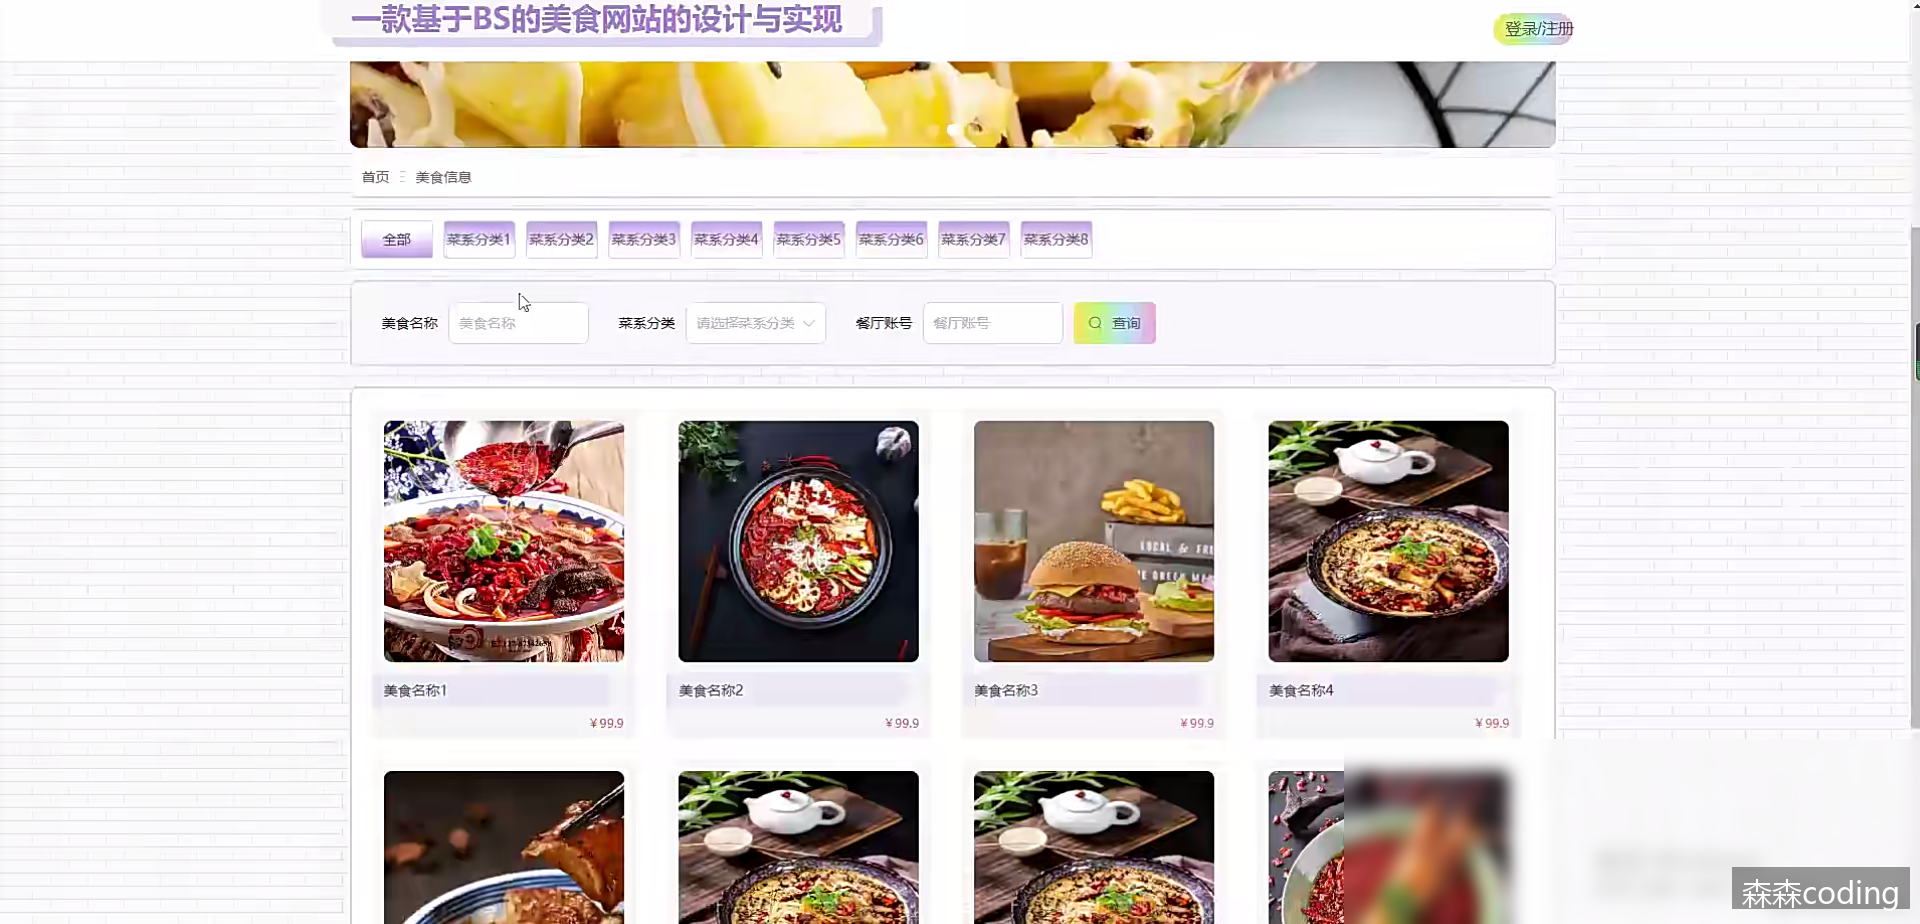 一款基于BS的美食网站的设计与实现
登录/注册
首页 美食信息
全部 菜系分类1 菜系分类2 菜系分类3 菜系分类4 菜系分类5 菜系分类6 菜系分类7 菜系分类8
美食名称 美食名称 菜系分类 请选择菜系分类 餐厅账号 餐厅账号 查询
LOCAL & FRE
美食名称1 美食名称2 美食名称3 美食名称4
￥99.9 ￥99.9 ￥99.9 ￥99.9
森森coding